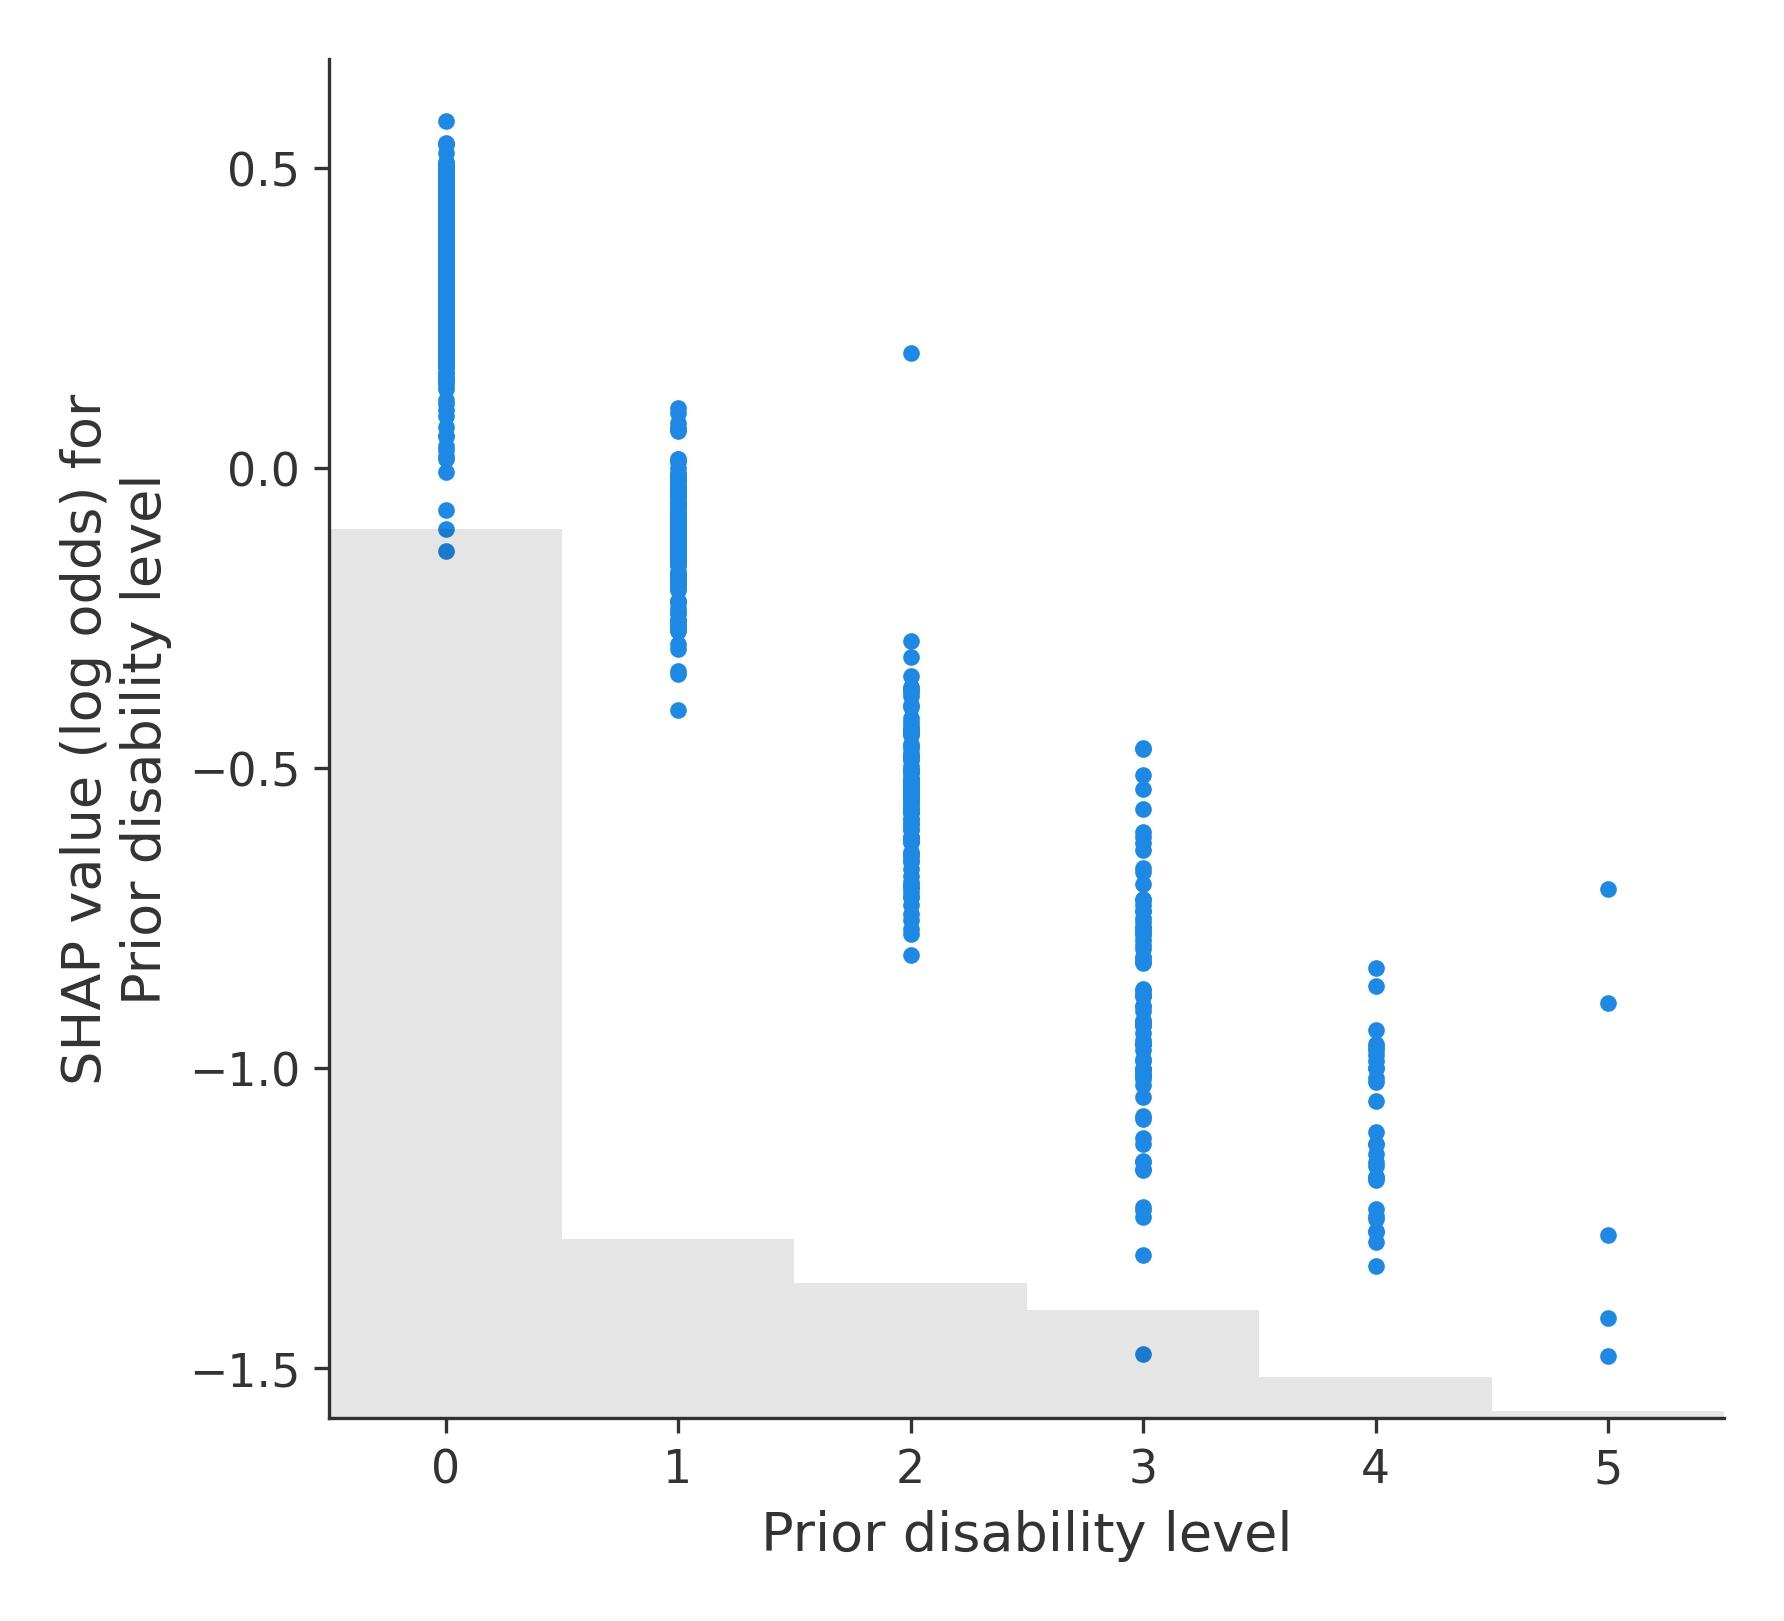 SHAP value (log odds) for
Prior disability level
0.5
0.0
−0.5
−1.0
−1.5
0 1 2 3 4 5
Prior disability level